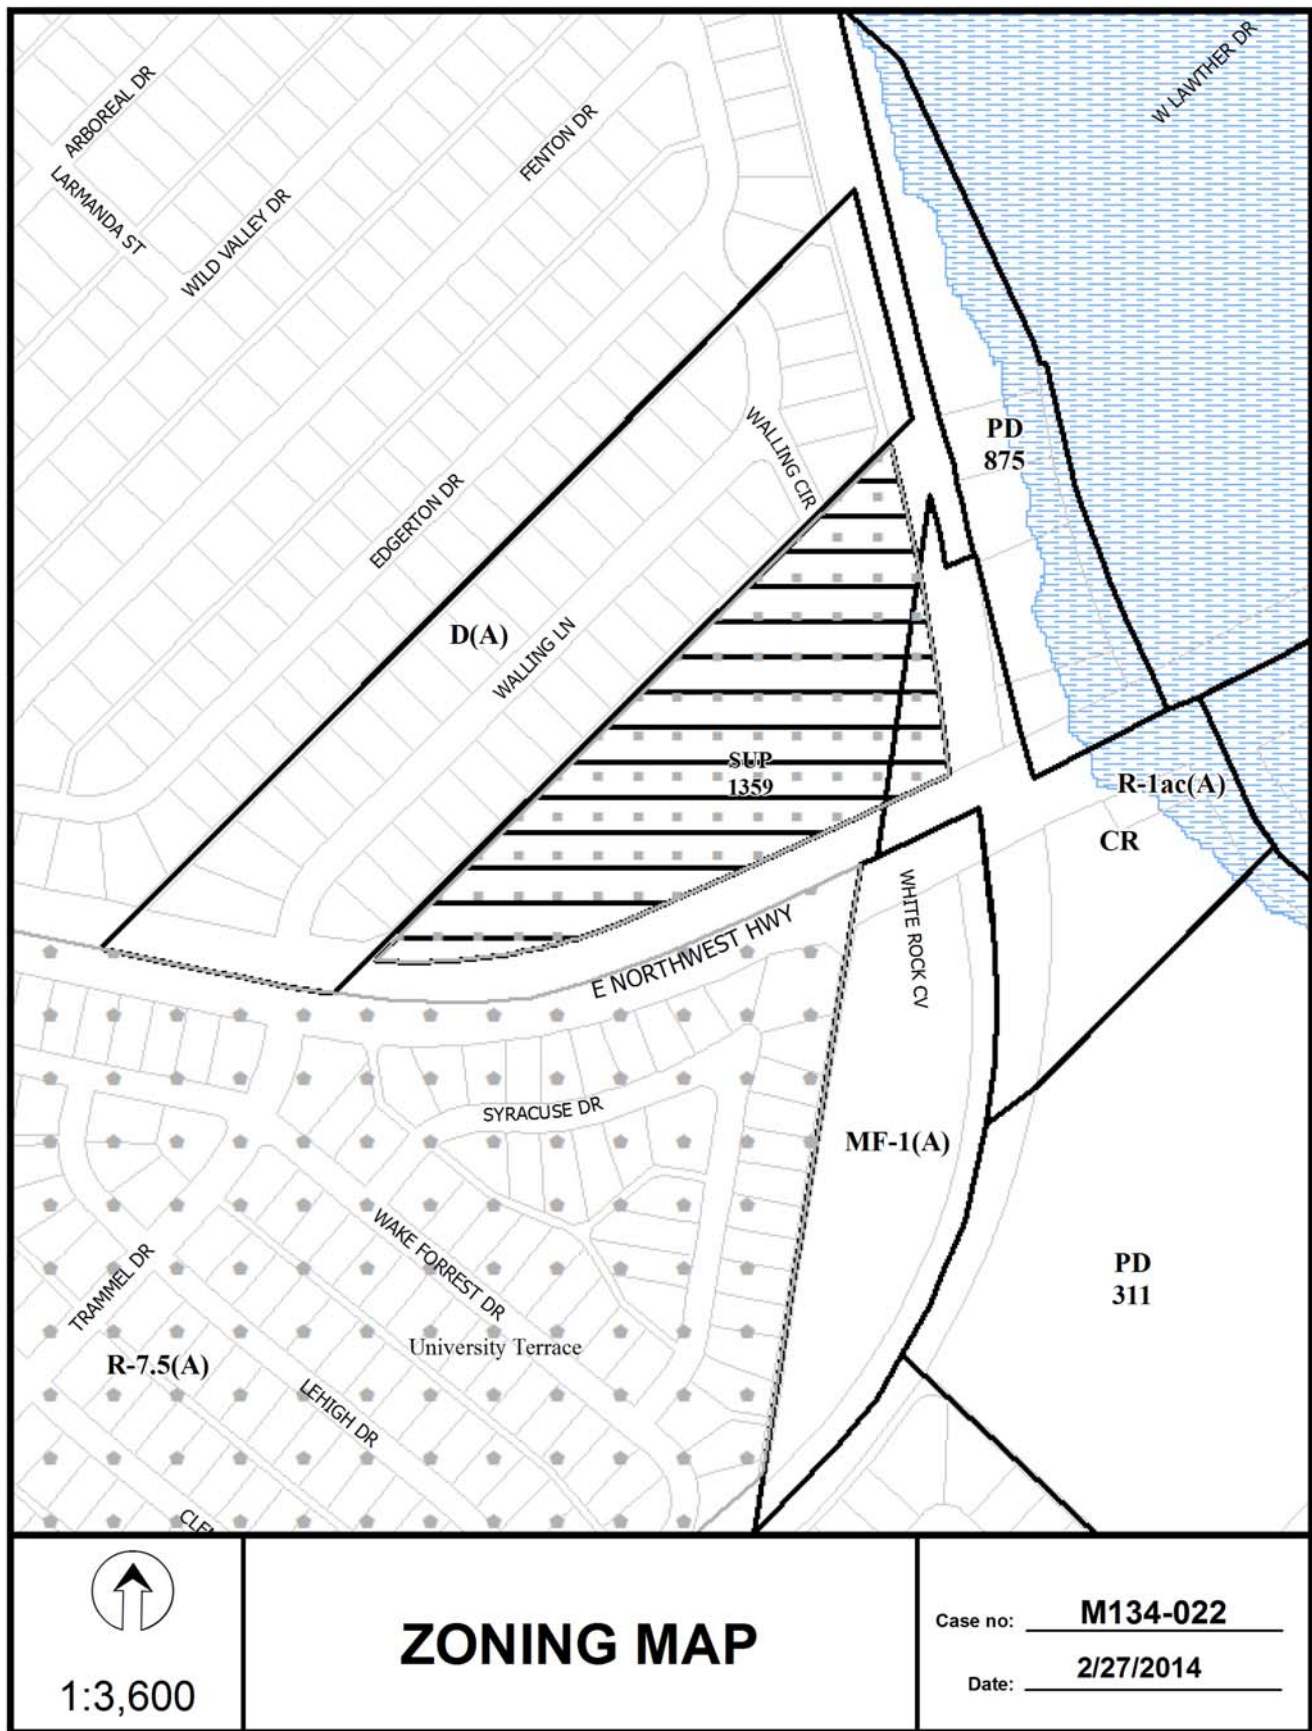 W LAWTHER DR
ARBOREAL DR
FENTON DR
LARMANDA ST
WILD VALLEY DR
PD
875
WALLING CIR
EDGERTON DR
D(A)
WALLING LN
SUP
1359
R-1ac(A)
CR
WHITE ROCK CV
E NORTHWEST HWY
SYRACUSE DR
MF-1(A)
WAKE FORREST DR
TRAMMEL DR
PD
311
University Terrace
R-7.5(A)
LEHIGH DR
1:3,600
ZONING MAP
Case no: M134-022
Date: 2/27/2014